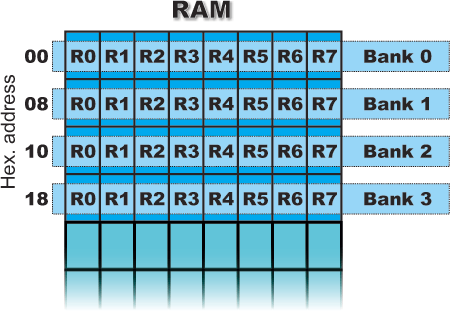 RAM
Hex. address
00 R0 R1 R2 R3 R4 R5 R6 R7 Bank 0
08 R0 R1 R2 R3 R4 R5 R6 R7 Bank 1
10 R0 R1 R2 R3 R4 R5 R6 R7 Bank 2
18 R0 R1 R2 R3 R4 R5 R6 R7 Bank 3